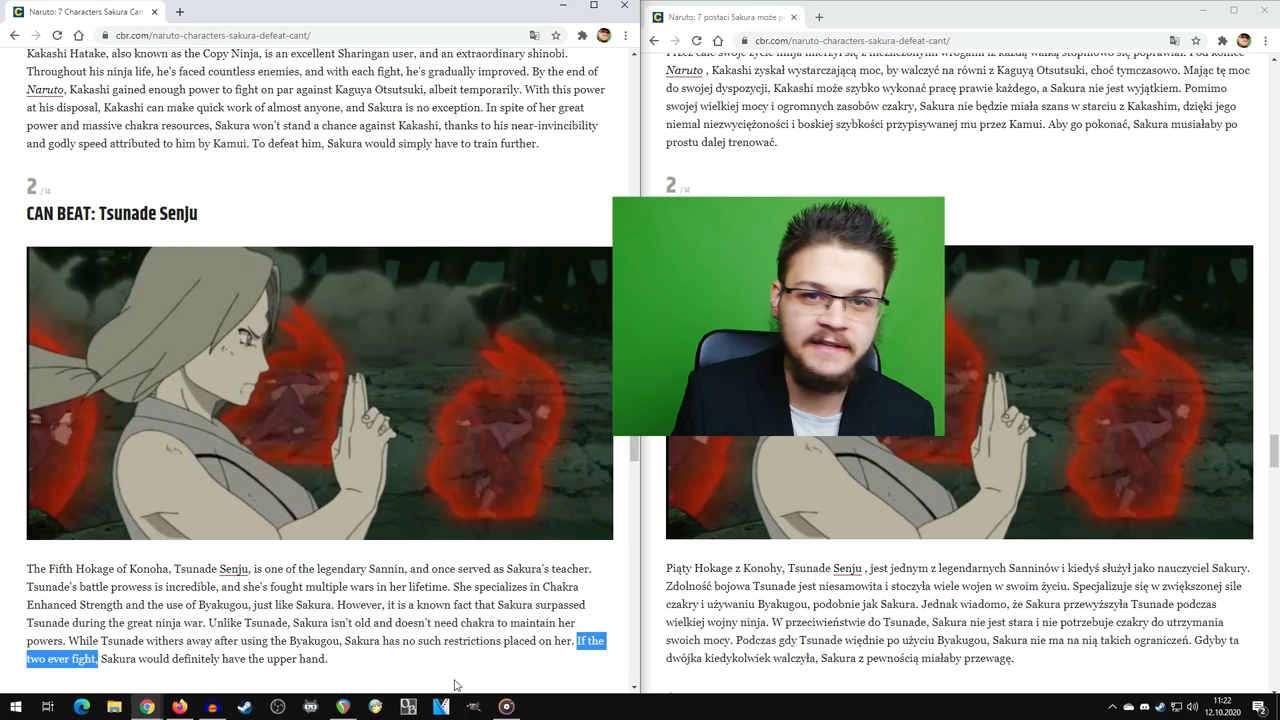 Naruto: 7 Characters Sakura Can
cbr.com/naruto-characters-sakura-defeat-cant/
Kakashi Hatake, also known as the Copy Ninja, is an excellent Sharingan user, and an extraordinary shinobi.
Throughout his ninja life, he's faced countless enemies, and with each fight, he's gradually improved. By the end of
Naruto, Kakashi gained enough power to fight on par against Kaguya Otsutsuki, albeit temporarily. With this power
at his disposal, Kakashi can make quick work of almost anyone, and Sakura is no exception. In spite of her great
power and massive chakra resources, Sakura won't stand a chance against Kakashi, thanks to his near-invincibility
and godly speed attributed to him by Kamui. To defeat him, Sakura would simply have to train further.
2 / 14
CAN BEAT: Tsunade Senju
The Fifth Hokage of Konoha, Tsunade Senju, is one of the legendary Sannin, and once served as Sakura's teacher.
Tsunade's battle prowess is incredible, and she's fought multiple wars in her lifetime. She specializes in Chakra
Enhanced Strength and the use of Byakugou, just like Sakura. However, it is a known fact that Sakura surpassed
Tsunade during the great ninja war. Unlike Tsunade, Sakura isn't old and doesn't need chakra to maintain her
powers. While Tsunade withers away after using the Byakugou, Sakura has no such restrictions placed on her. If the
two ever fight, Sakura would definitely have the upper hand.
Naruto: 7 postaci Sakura może p
cbr.com/naruto-characters-sakura-defeat-cant/
Naruto , Kakashi zyskał wystarczającą moc, by walczyć na równi z Kaguyą Otsutsuki, choć tymczasowo. Mając tę moc
do swojej dyspozycji, Kakashi może szybko wykonać pracę prawie każdego, a Sakura nie jest wyjątkiem. Pomimo
swojej wielkiej mocy i ogromnych zasobów czakry, Sakura nie będzie miała szans w starciu z Kakashim, dzięki jego
niemal niezwyciężoności i boskiej szybkości przypisywanej mu przez Kamui. Aby go pokonać, Sakura musiałaby po
prostu dalej trenować.
2 / 14
Piąty Hokage z Konohy, Tsunade Senju , jest jednym z legendarnych Sanninów i kiedyś służył jako nauczyciel Sakury.
Zdolność bojowa Tsunade jest niesamowita i stoczyła wiele wojen w swoim życiu. Specjalizuje się w zwiększonej sile
czakry i używaniu Byakugou, podobnie jak Sakura. Jednak wiadomo, że Sakura przewyższyła Tsunade podczas
wielkiej wojny ninja. W przeciwieństwie do Tsunade, Sakura nie jest stara i nie potrzebuje czakry do utrzymania
swoich mocy. Podczas gdy Tsunade więdnie po użyciu Byakugou, Sakura nie ma na nią takich ograniczeń. Gdyby ta
dwójka kiedykolwiek walczyła, Sakura z pewnością miałaby przewagę.
11:22
12.10.2020
2